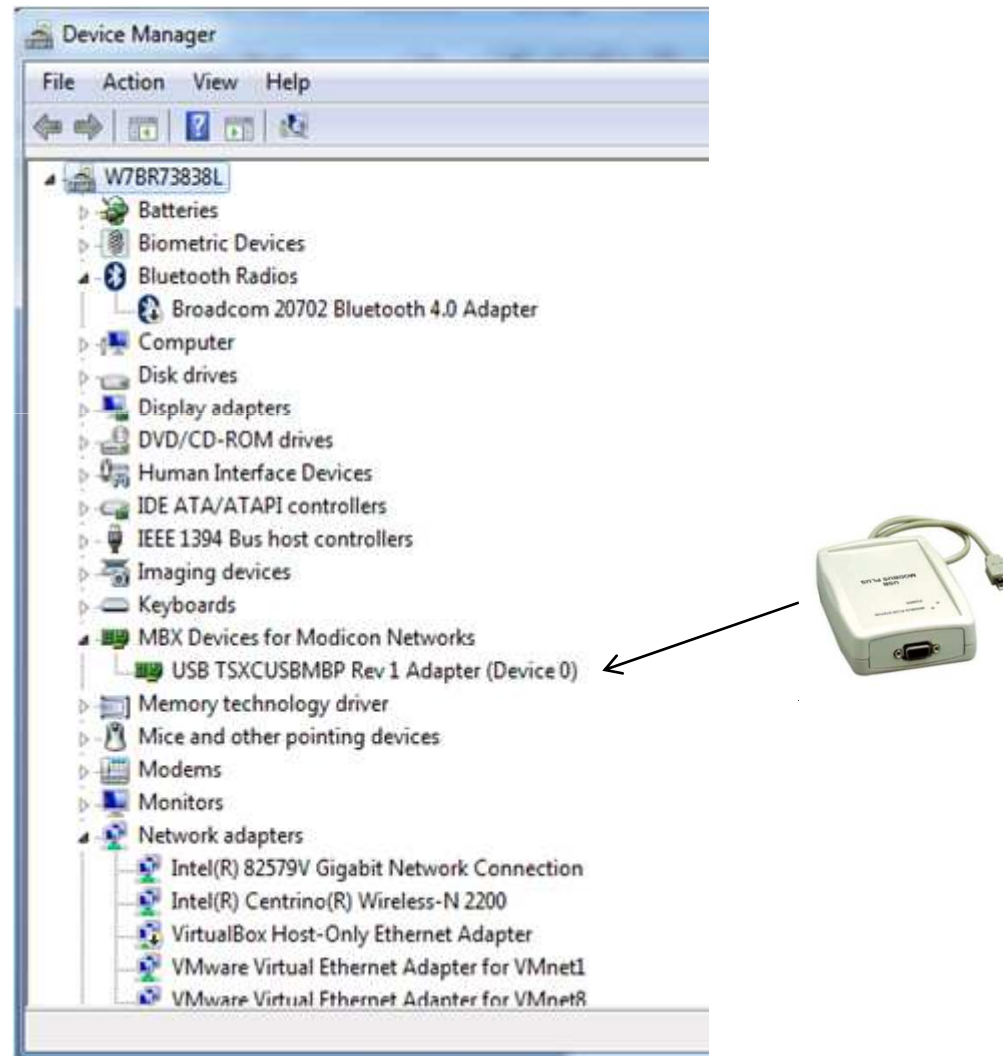 Device Manager
File Action View Help
W7BR73838L
Batteries
Biometric Devices
Bluetooth Radios
Broadcom 20702 Bluetooth 4.0 Adapter
Computer
Disk drives
Display adapters
DVD/CD-ROM drives
Human Interface Devices
IDE ATA/ATAPI controllers
IEEE 1394 Bus host controllers
Imaging devices
Keyboards
MBX Devices for Modicon Networks
USB TSXCUSBMBP Rev 1 Adapter (Device 0)
Memory technology driver
Mice and other pointing devices
Modems
Monitors
Network adapters
Intel(R) 82579V Gigabit Network Connection
Intel(R) Centrino(R) Wireless-N 2200
VirtualBox Host-Only Ethernet Adapter
VMware Virtual Ethernet Adapter for VMnet1
VMware Virtual Ethernet Adapter for VMnet8
USB
MODBUS PLUS